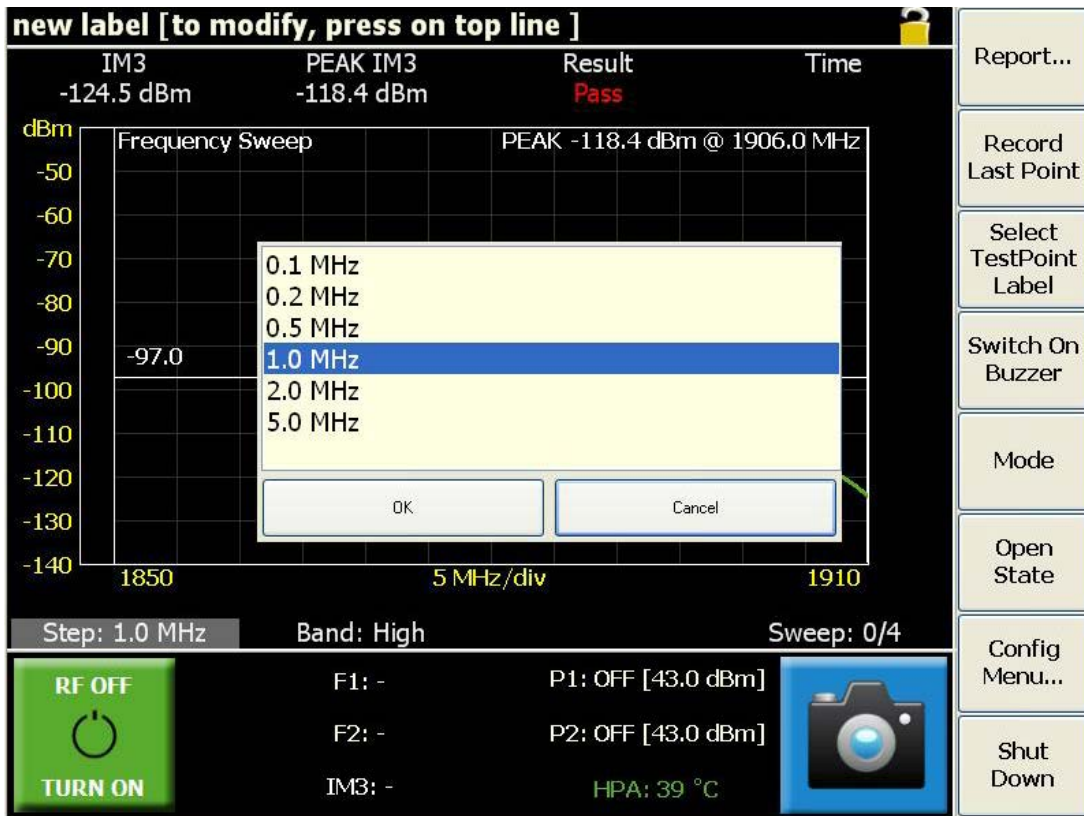 new label [to modify, press on top line ]
IM3 PEAK IM3 Result Time
-124.5 dBm -118.4 dBm Pass
dBm
Frequency Sweep PEAK -118.4 dBm @ 1906.0 MHz
-50
-60
-70
-80
-90
-100
-110
-120
-130
-140
-97.0
0.1 MHz
0.2 MHz
0.5 MHz
1.0 MHz
2.0 MHz
5.0 MHz
OK Cancel
1850 5 MHz/div 1910
Step: 1.0 MHz Band: High Sweep: 0/4
RF OFF
TURN ON
F1: - P1: OFF [43.0 dBm]
F2: - P2: OFF [43.0 dBm]
IM3: - HPA: 39 °C
Report...
Record
Last Point
Select
TestPoint
Label
Switch On
Buzzer
Mode
Open
State
Config
Menu...
Shut
Down